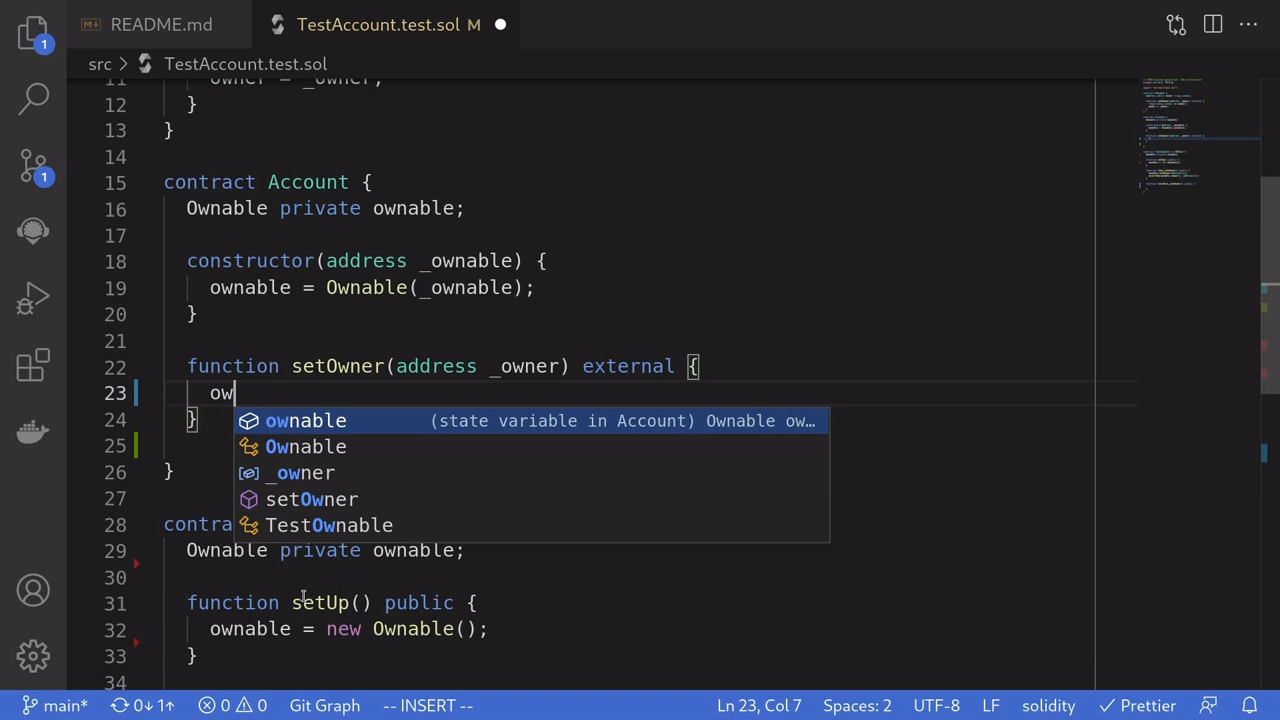 README.md TestAccount.test.sol M
1 src > TestAccount.test.sol
11 owner = _owner;
12 }
13 }
14
15 contract Account {
16 Ownable private ownable;
17
18 constructor(address _ownable) {
19 ownable = Ownable(_ownable);
20 }
21
22 function setOwner(address _owner) external {
23 ow
24 }
ownable (state variable in Account) Ownable ow…
Ownable
25
_owner
26 }
setOwner
27
TestOwnable
28 contra
29 Ownable private ownable;
30
31 function setUp() public {
32 ownable = new Ownable();
33 }
34
1
main* 0↓ 1↑ 0 0 Git Graph -- INSERT -- Ln 23, Col 7 Spaces: 2 UTF-8 LF solidity Prettier